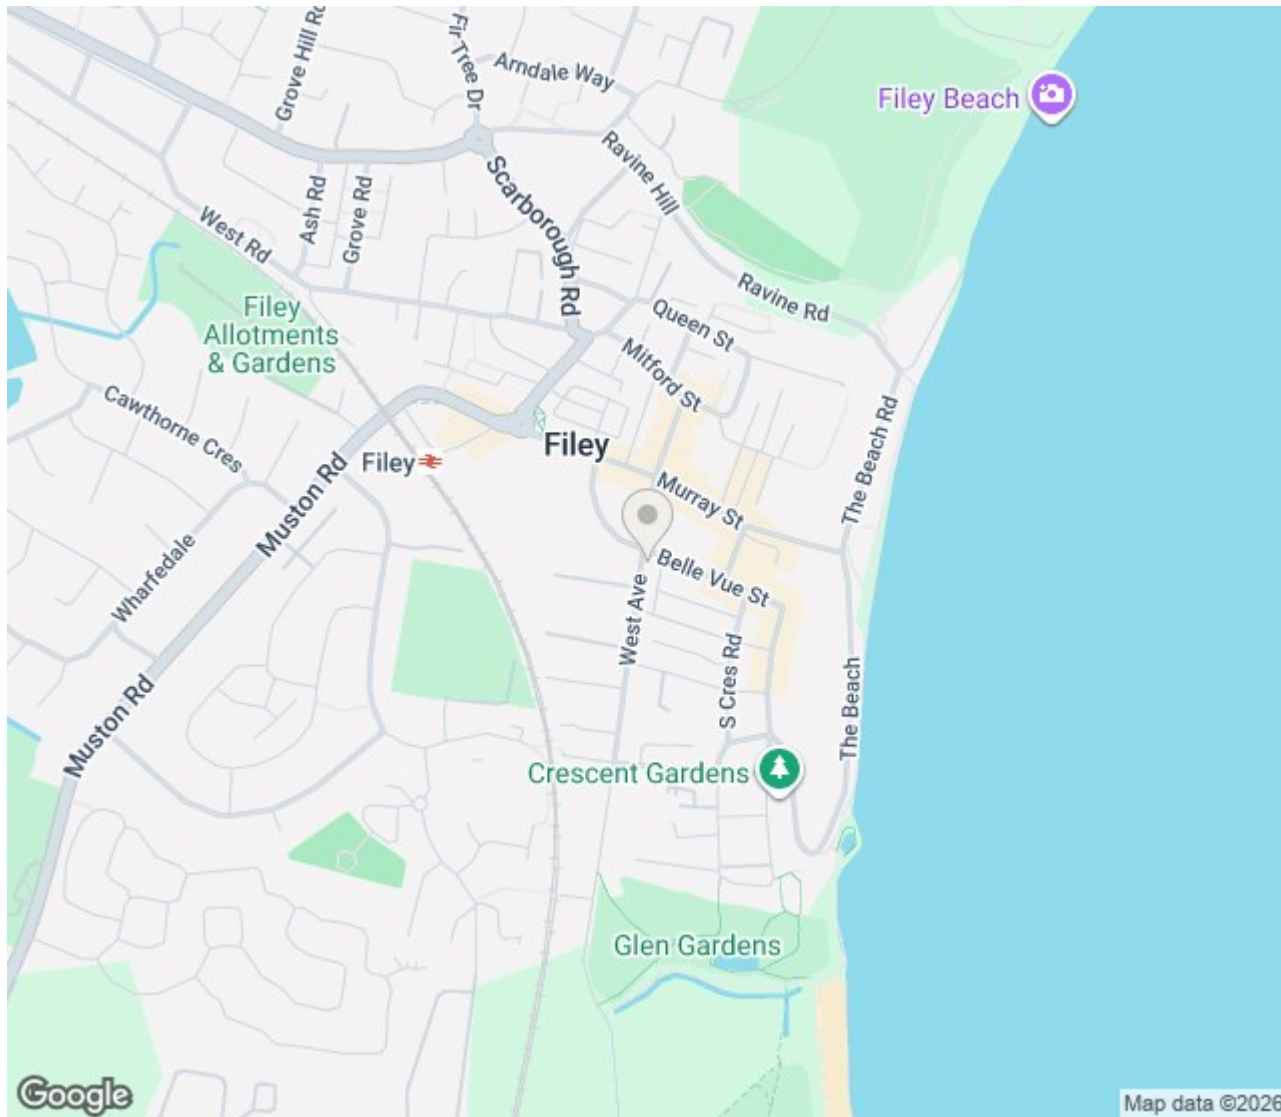 Grove Hill Rd
Fir Tree Dr
Arndale Way
Filey Beach
Ravine Hill
Scarborough Rd
Ash Rd
Grove Rd
West Rd
Ravine Rd
Filey
Allotments
& Gardens
Queen St
Mitford St
Cawthorne Cres
Filey
Filey
The Beach Rd
Muston Rd
Murray St
Wharfedale
Belle Vue St
West Ave
S Cres Rd
The Beach
Muston Rd
Crescent Gardens
Glen Gardens
Google
Map data ©2026